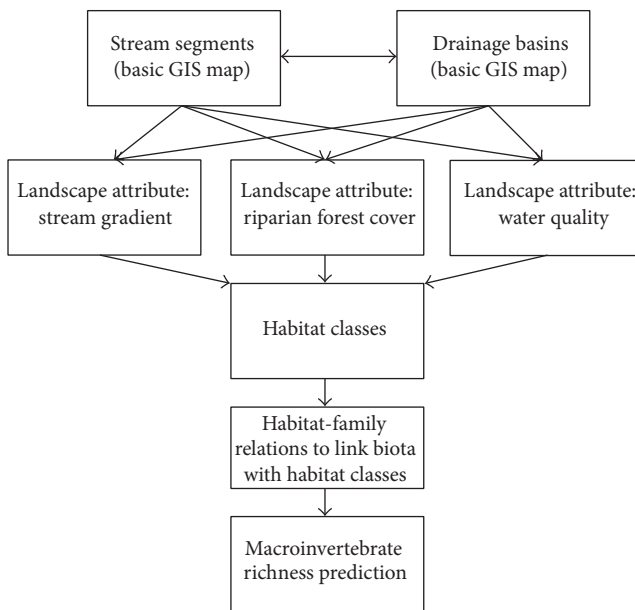 Stream segments
(basic GIS map)
Drainage basins
(basic GIS map)
Landscape attribute:
stream gradient
Landscape attribute:
riparian forest cover
Landscape attribute:
water quality
Habitat classes
Habitat-family
relations to link biota
with habitat classes
Macroinvertebrate
richness prediction